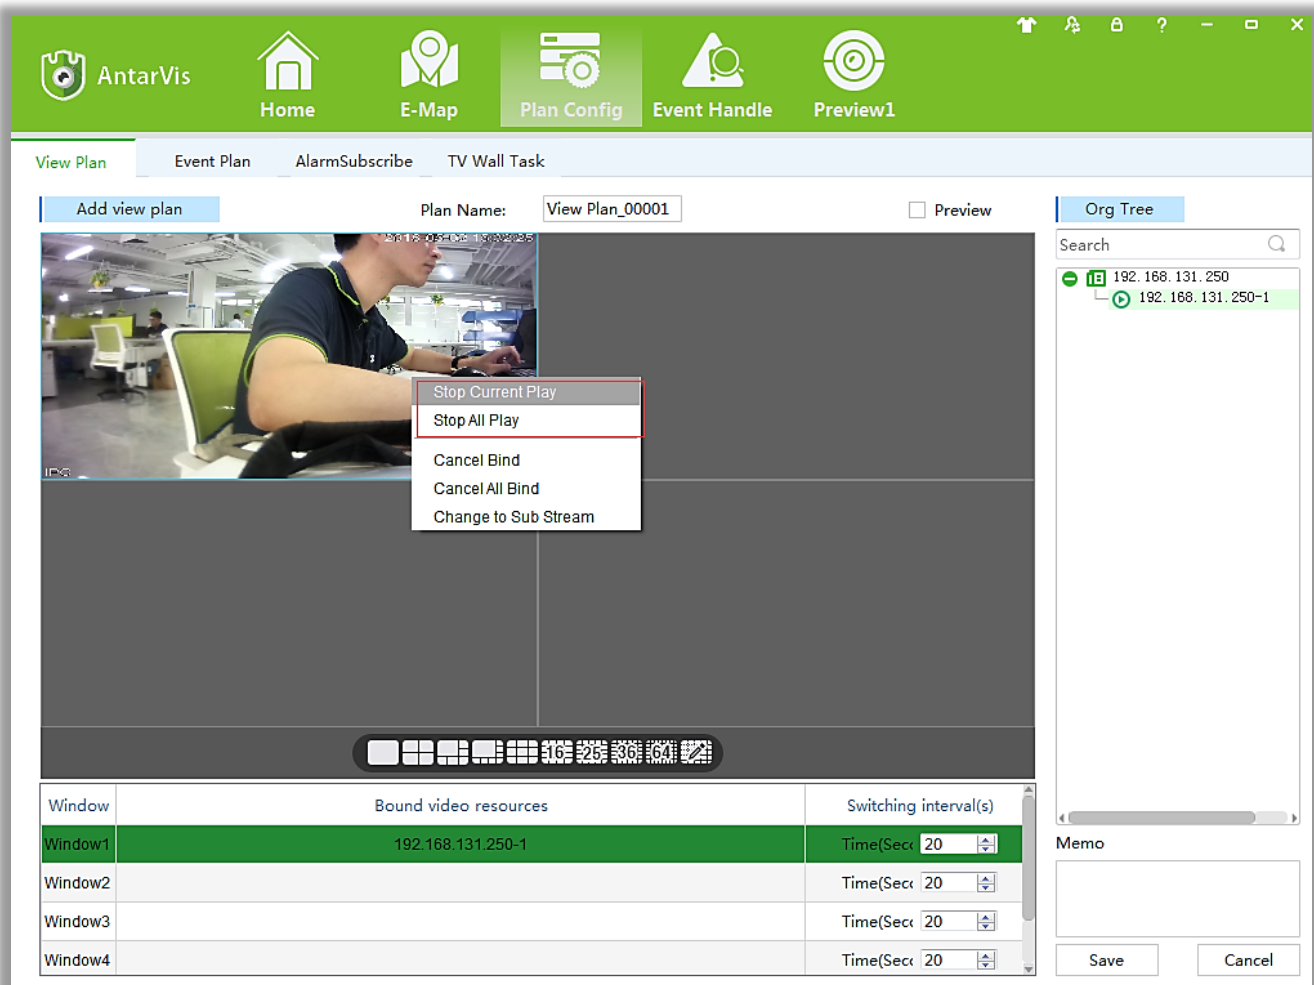 ?
AntarVis
Home
E-Map
Plan Config
Event Handle
Preview1
View Plan
Event Plan
AlarmSubscribe
TV Wall Task
Add view plan
Plan Name:
View Plan_00001
Preview
Org Tree
Search
192.168.131.250
192.168.131.250-1
Stop Current Play
Stop All Play
Cancel Bind
Cancel All Bind
Change to Sub Stream
IPC
16 25 36 64
Window Bound video resources Switching interval(s)
Window1 192.168.131.250-1 Time(Sec 20
Window2 Time(Sec 20
Window3 Time(Sec 20
Window4 Time(Sec 20
Memo
Save
Cancel